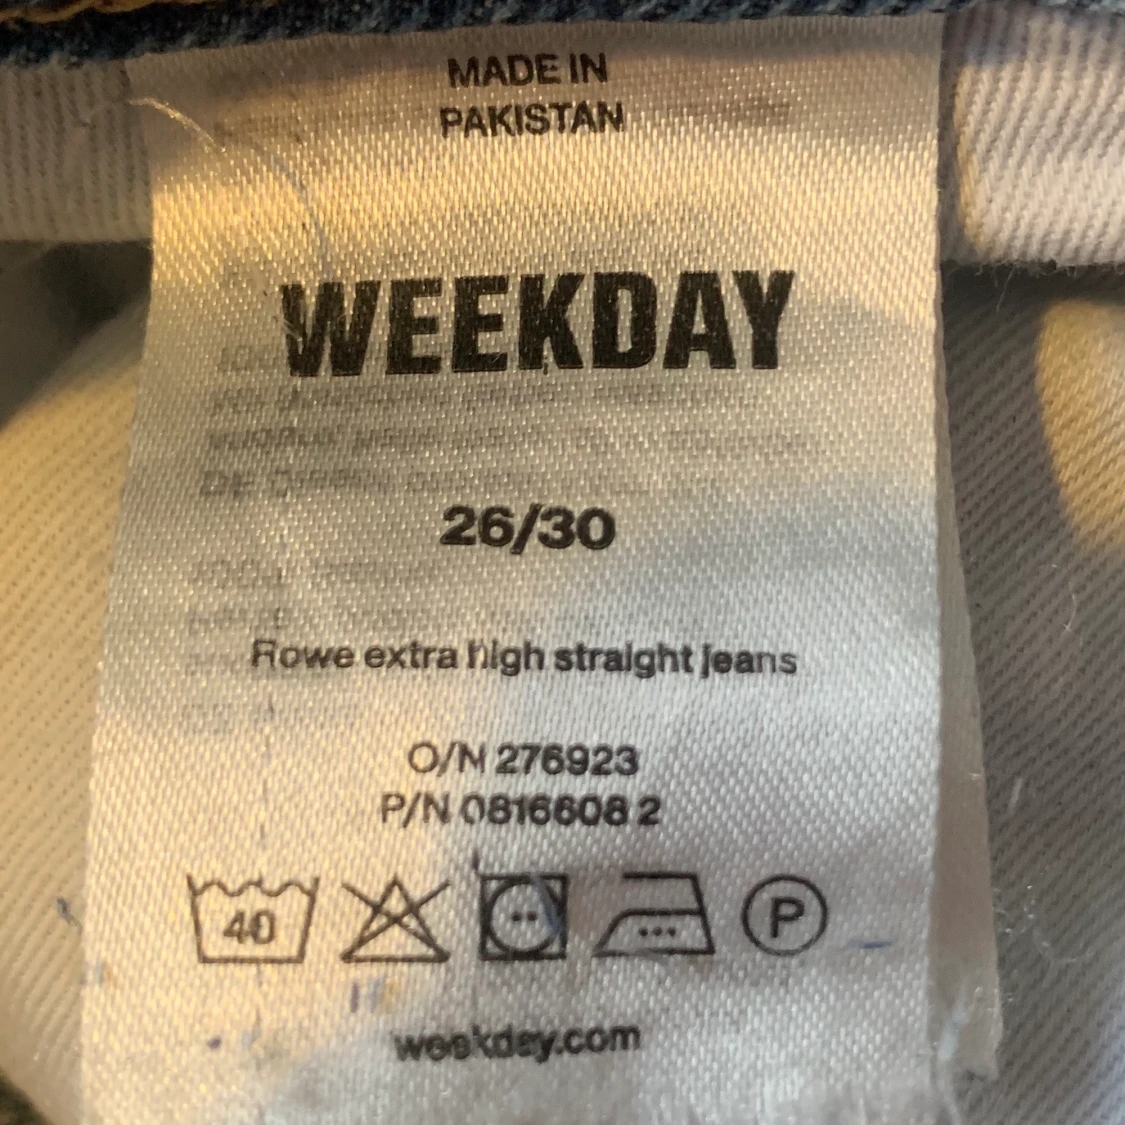 MADE IN
PAKISTAN
WEEKDAY
26/30
Rowe extra high straight jeans
O/N 276923
P/N 0816608 2
40
P
weekday.com